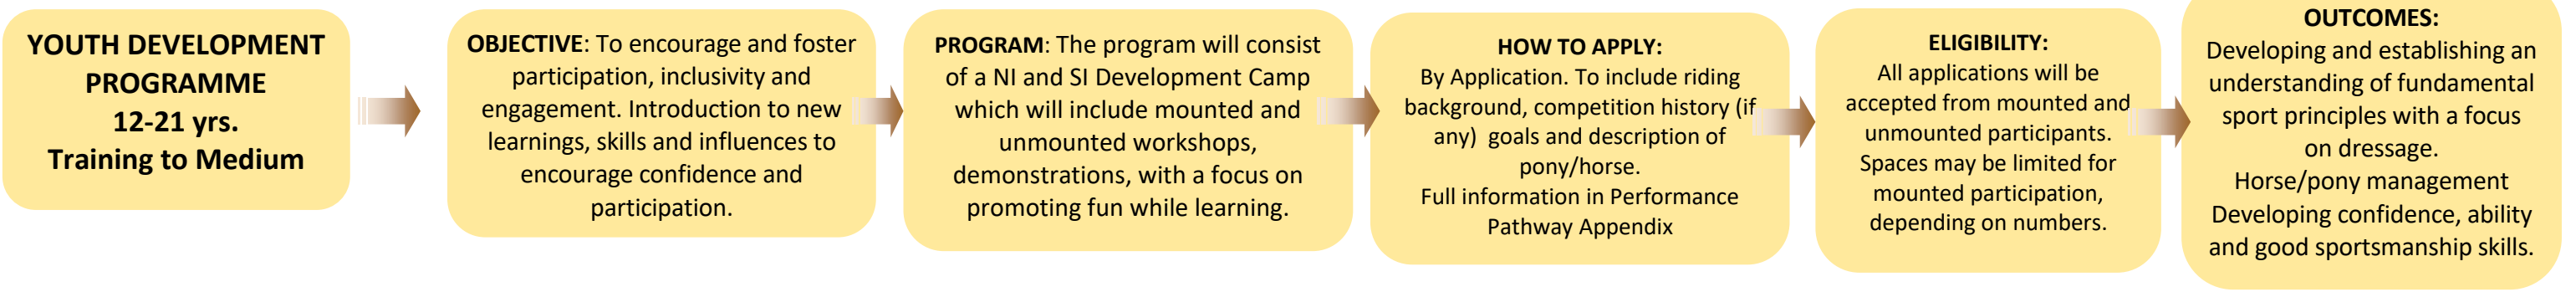 YOUTH DEVELOPMENT
PROGRAMME
12-21 yrs.
Training to Medium
OBJECTIVE: To encourage and foster
participation, inclusivity and
engagement. Introduction to new
learnings, skills and influences to
encourage confidence and
participation.
PROGRAM: The program will consist
of a NI and SI Development Camp
which will include mounted and
unmounted workshops,
demonstrations, with a focus on
promoting fun while learning.
HOW TO APPLY:
By Application. To include riding
background, competition history (if
any)  goals and description of
pony/horse.
Full information in Performance
Pathway Appendix
ELIGIBILITY:
All applications will be
accepted from mounted and
unmounted participants.
Spaces may be limited for
mounted participation,
depending on numbers.
OUTCOMES:
Developing and establishing an
understanding of fundamental
sport principles with a focus
on dressage.
Horse/pony management
Developing confidence, ability
and good sportsmanship skills.